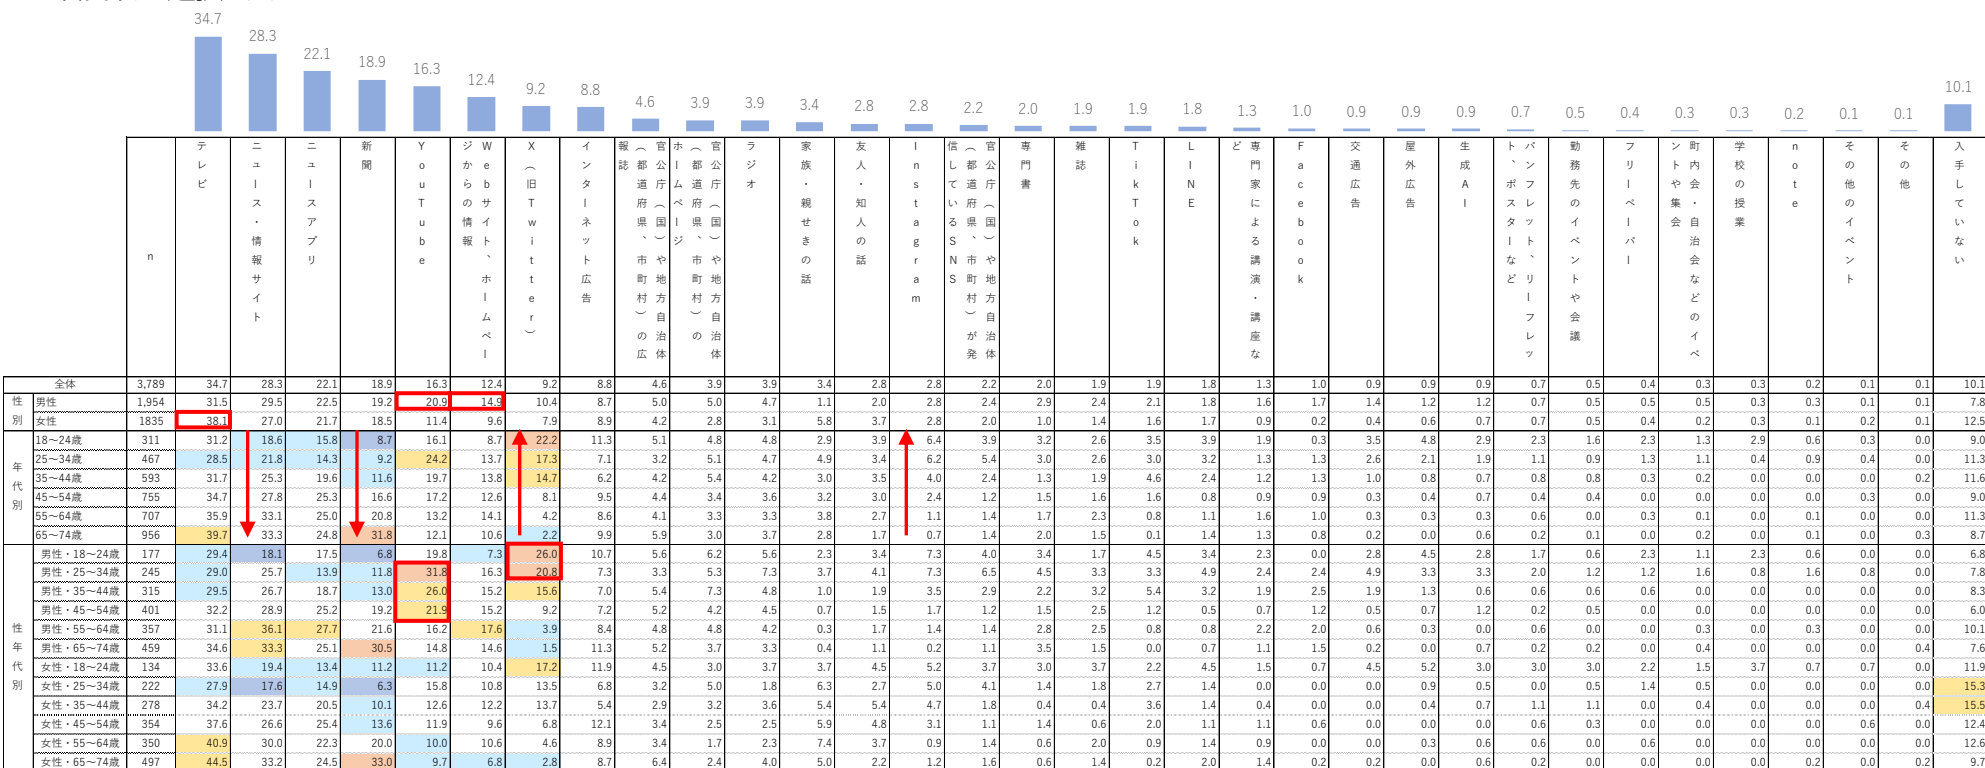 34.7 28.3 22.1 18.9 16.3 12.4 9.2 8.8 4.6 3.9 3.9 3.4 2.8 2.8 2.2 2.0 1.9 1.9 1.8 1.3 1.0 0.9 0.9 0.9 0.7 0.5 0.4 0.3 0.3 0.2 0.1 0.1 10.1
n
テレビ
ニュース・情報サイト
ニュースアプリ
新聞
YouTube
Webサイト、ホームページからの情報
X（旧Twitter）
インターネット広告
官公庁（国）や地方自治体（都道府県、市町村）の広報誌
官公庁（国）や地方自治体（都道府県、市町村）のホームページ
ラジオ
家族・親せきの話
友人・知人の話
Instagram
官公庁（国）や地方自治体（都道府県、市町村）が発信しているSNS
専門書
雑誌
TikTok
LINE
専門家による講演・講座など
Facebook
交通広告
屋外広告
生成AI
パンフレット、リーフレット、ポスターなど
勤務先のイベントや会議
フリーペーパー
町内会・自治会などのイベントや集会
学校の授業
note
その他のイベント
その他
入手していない
全体 3,789 34.7 28.3 22.1 18.9 16.3 12.4 9.2 8.8 4.6 3.9 3.9 3.4 2.8 2.8 2.2 2.0 1.9 1.9 1.8 1.3 1.0 0.9 0.9 0.9 0.7 0.5 0.4 0.3 0.3 0.2 0.1 0.1 10.1
性別
男性 1,954 31.5 29.5 22.5 19.2 20.9 14.9 10.4 8.7 5.0 5.0 4.7 1.1 2.0 2.8 2.4 2.9 2.4 2.1 1.8 1.6 1.7 1.4 1.2 1.2 0.7 0.5 0.5 0.3 0.3 0.3 0.1 0.1 7.8
女性 1835 38.1 27.0 21.7 18.5 11.4 9.6 7.9 8.9 4.2 2.8 3.1 5.8 3.7 2.8 2.0 1.0 1.4 1.6 1.7 0.9 0.2 0.4 0.6 0.7 0.7 0.5 0.4 0.2 0.3 0.1 0.2 0.1 12.5
年代別
18～24歳 311 31.2 18.6 15.8 8.7 16.1 8.7 22.2 11.3 5.1 4.8 4.8 2.9 3.9 6.4 3.9 3.2 2.6 3.5 3.9 1.9 0.3 3.5 4.8 2.9 2.3 1.6 2.3 1.3 2.9 0.6 0.3 0.0 9.0
25～34歳 467 28.5 21.8 14.3 9.2 24.2 13.7 17.3 7.1 3.2 5.1 4.7 4.9 3.4 6.2 5.4 3.0 2.6 3.0 3.2 1.3 1.3 2.6 2.1 1.9 1.1 0.9 1.3 1.1 0.4 0.9 0.4 0.0 11.3
35～44歳 593 31.7 25.3 19.6 11.6 19.7 13.8 14.7 6.2 4.2 5.4 4.2 3.0 3.5 4.0 2.4 1.3 1.9 4.6 2.4 1.2 1.3 1.0 0.8 0.7 0.8 0.8 0.3 0.2 0.0 0.0 0.0 0.2 11.6
45～54歳 755 34.7 27.8 25.3 16.6 17.2 12.6 8.1 9.5 4.4 3.4 3.6 3.2 3.0 2.4 1.2 1.5 1.6 1.6 0.8 0.9 0.9 0.3 0.4 0.7 0.4 0.4 0.0 0.0 0.0 0.0 0.3 0.0 9.0
55～64歳 707 35.9 33.1 25.0 20.8 13.2 14.1 4.2 8.6 4.1 3.3 3.3 3.8 2.7 1.1 1.4 1.7 2.3 0.8 1.1 1.6 1.0 0.3 0.3 0.3 0.6 0.0 0.3 0.1 0.0 0.1 0.0 0.0 11.3
65～74歳 956 39.7 33.3 24.8 31.8 12.1 10.6 2.2 9.9 5.9 3.0 3.7 2.8 1.7 0.7 1.4 2.0 1.5 0.1 1.4 1.3 0.8 0.2 0.0 0.6 0.2 0.1 0.0 0.2 0.0 0.1 0.0 0.3 8.7
性年代別
男性・18～24歳 177 29.4 18.1 17.5 6.8 19.8 7.3 26.0 10.7 5.6 6.2 5.6 2.3 3.4 7.3 4.0 3.4 1.7 4.5 3.4 2.3 0.0 2.8 4.5 2.8 1.7 0.6 2.3 1.1 2.3 0.6 0.0 0.0 6.8
男性・25～34歳 245 29.0 25.7 13.9 11.8 31.8 16.3 20.8 7.3 3.3 5.3 7.3 3.7 4.1 7.3 6.5 4.5 3.3 3.3 4.9 2.4 2.4 4.9 3.3 3.3 2.0 1.2 1.2 1.6 0.8 1.6 0.8 0.0 7.8
男性・35～44歳 315 29.5 26.7 18.7 13.0 26.0 15.2 15.6 7.0 5.4 7.3 4.8 1.0 1.9 3.5 2.9 2.2 3.2 5.4 3.2 1.9 2.5 1.9 1.3 0.6 0.6 0.6 0.6 0.0 0.0 0.0 0.0 0.0 8.3
男性・45～54歳 401 32.2 28.9 25.2 19.2 21.9 15.2 9.2 7.2 5.2 4.2 4.5 0.7 1.5 1.7 1.2 1.5 2.5 1.2 0.5 0.7 1.2 0.5 0.7 1.2 0.2 0.5 0.0 0.0 0.0 0.0 0.0 0.0 6.0
男性・55～64歳 357 31.1 36.1 27.7 21.6 16.2 17.6 3.9 8.4 4.8 4.8 4.2 0.3 1.7 1.4 1.4 2.8 2.5 0.8 0.8 2.2 2.0 0.6 0.3 0.0 0.6 0.0 0.3 0.0 0.0 0.0 0.0 0.0 10.1
男性・65～74歳 459 34.6 33.3 25.1 30.5 14.8 14.6 1.5 11.3 5.2 3.7 3.3 0.4 1.1 0.2 1.1 3.5 1.5 0.0 0.7 1.1 1.5 0.2 0.0 0.7 0.2 0.2 0.0 0.4 0.0 0.0 0.0 0.4 7.6
女性・18～24歳 134 33.6 19.4 13.4 11.2 11.2 10.4 17.2 11.9 4.5 3.0 3.7 3.7 4.5 5.2 3.7 3.0 3.7 2.2 4.5 1.5 0.7 4.5 5.2 3.0 3.0 3.0 2.2 1.5 3.7 0.7 0.7 0.0 11.9
女性・25～34歳 222 27.9 17.6 14.9 6.3 15.8 10.8 13.5 6.8 3.2 5.0 1.8 6.3 2.7 5.0 4.1 1.4 1.8 2.7 1.4 0.0 0.0 0.0 0.9 0.5 0.0 0.5 1.4 0.5 0.0 0.0 0.0 0.0 15.3
女性・35～44歳 278 34.2 23.7 20.5 10.1 12.6 12.2 13.7 5.4 2.9 3.2 3.6 5.4 5.4 4.7 1.8 0.4 0.4 3.6 1.4 0.4 0.0 0.0 0.4 0.7 1.1 1.1 0.0 0.4 0.0 0.0 0.0 0.4 15.5
女性・45～54歳 354 37.6 26.6 25.4 13.6 11.9 9.6 6.8 12.1 3.4 2.5 2.5 5.9 4.8 3.1 1.1 1.4 0.6 2.0 1.1 1.1 0.6 0.0 0.0 0.0 0.6 0.3 0.0 0.0 0.0 0.0 0.6 0.0 12.4
女性・55～64歳 350 40.9 30.0 22.3 20.0 10.0 10.6 4.6 8.9 3.4 1.7 2.3 7.4 3.7 0.9 1.4 0.6 2.0 0.9 1.4 0.9 0.0 0.0 0.3 0.6 0.6 0.0 0.6 0.0 0.0 0.2 0.0 0.0 12.6
女性・65～74歳 497 44.5 33.2 24.5 33.0 9.7 6.8 2.8 8.7 6.4 2.4 4.0 5.0 2.2 1.2 1.6 0.6 1.4 0.2 2.0 1.4 0.2 0.2 0.0 0.6 0.2 0.0 0.0 0.0 0.0 0.2 0.0 0.2 9.7